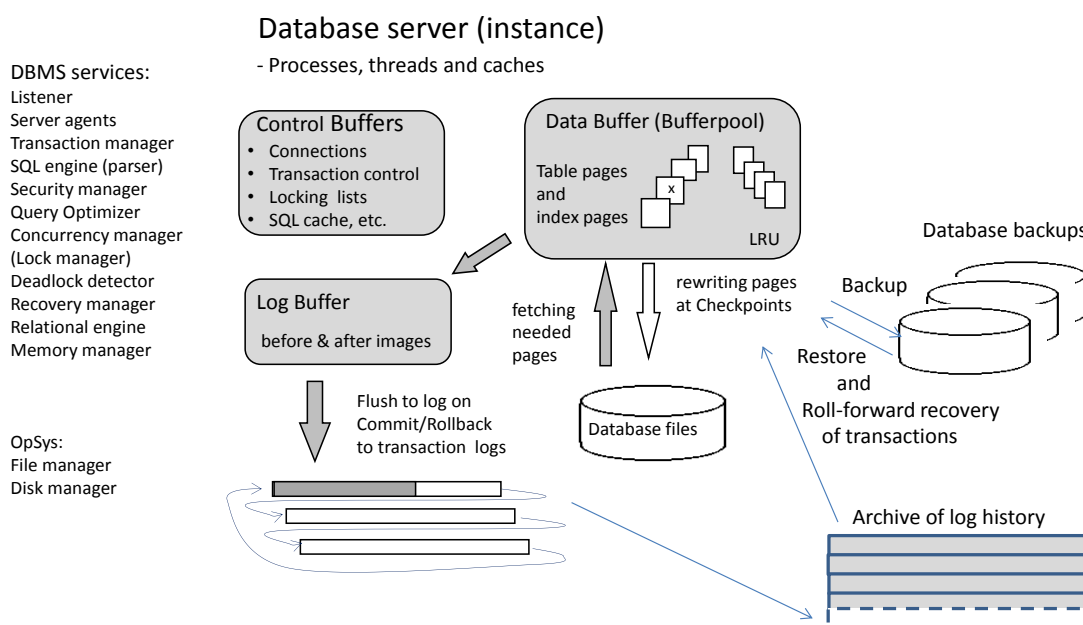 Database server (instance)
- Processes, threads and caches
DBMS services:
Listener
Server agents
Transaction manager
SQL engine (parser)
Security manager
Query Optimizer
Concurrency manager
(Lock manager)
Deadlock detector
Recovery manager
Relational engine
Memory manager
OpSys:
File manager
Disk manager
Control Buffers
• Connections
• Transaction control
• Locking lists
• SQL cache, etc.
Data Buffer (Bufferpool)
Table pages
and
index pages
x
LRU
Log Buffer
before & after images
fetching
needed
pages
rewriting pages
at Checkpoints
Database files
Flush to log on
Commit/Rollback
to transaction logs
Database backups
Backup
Restore
and
Roll-forward recovery
of transactions
Archive of log history